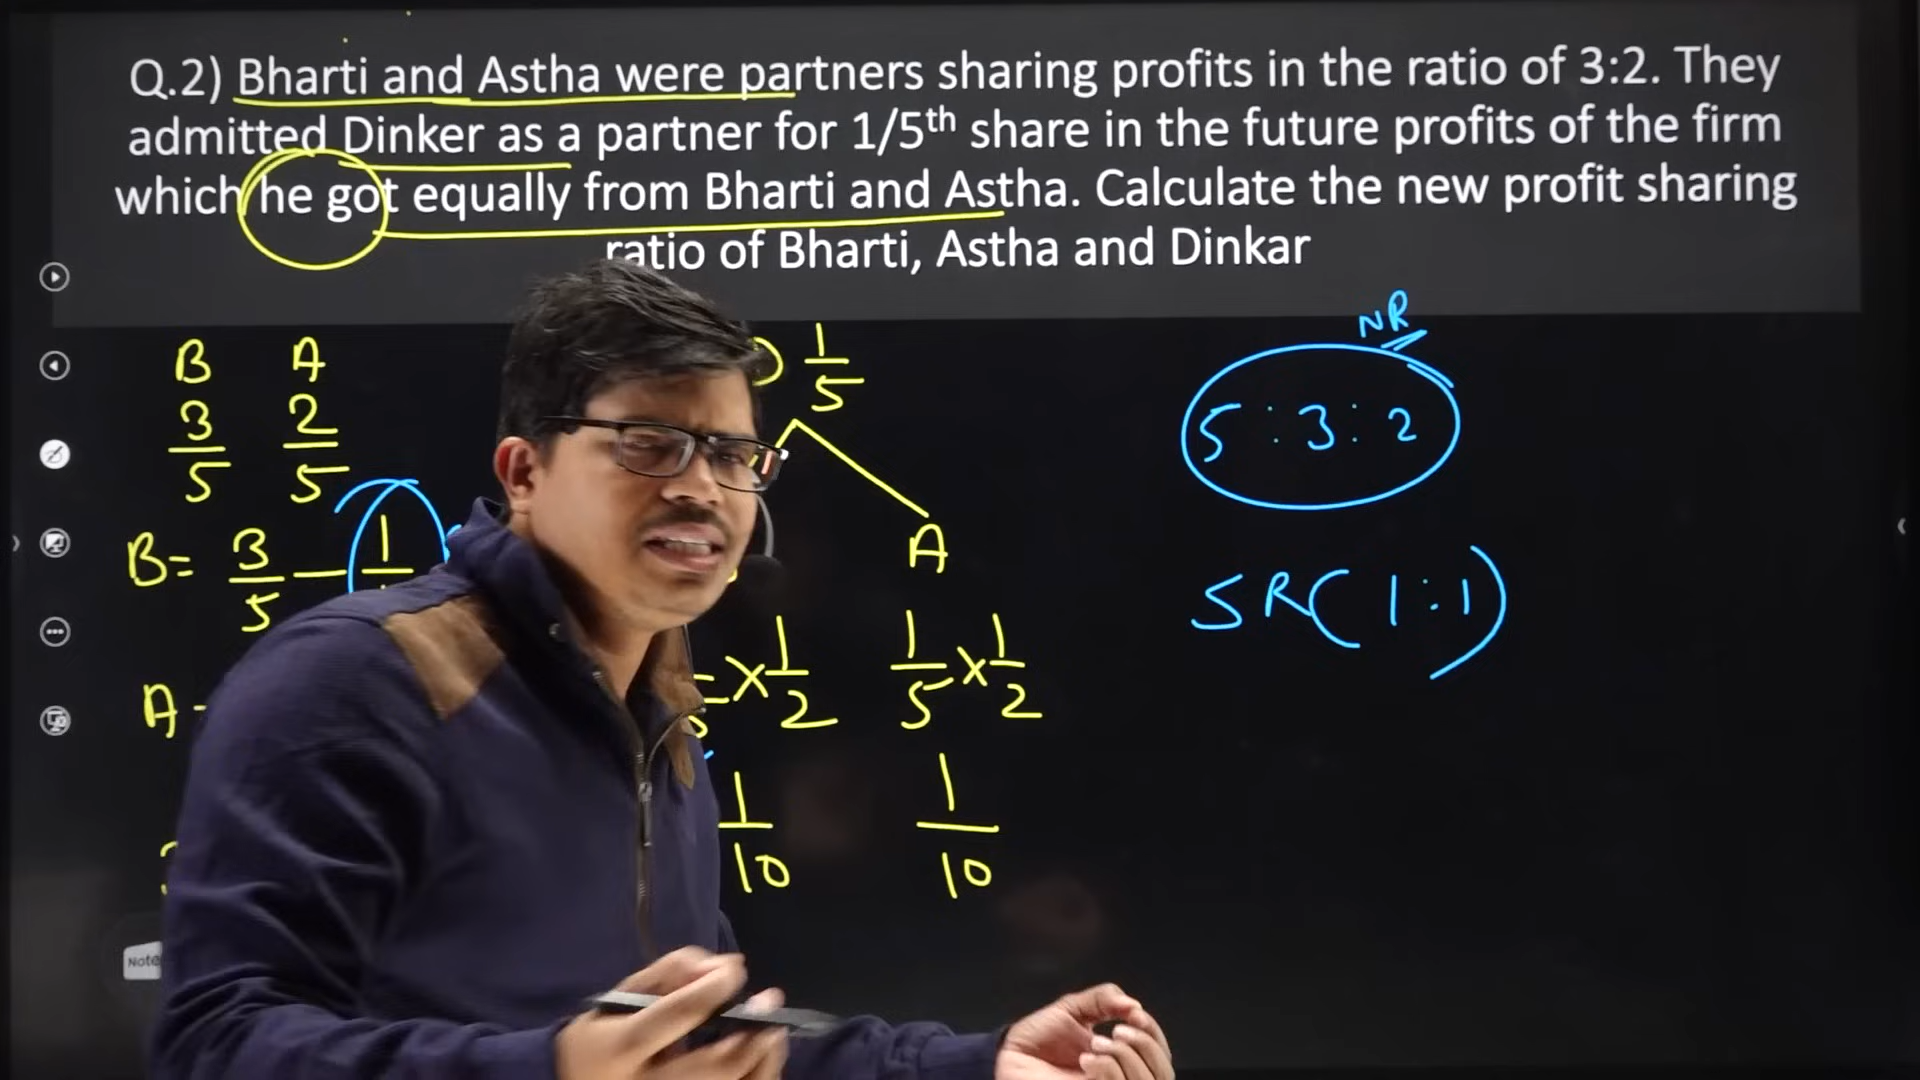 Q.2) Bharti and Astha were partners sharing profits in the ratio of 3:2. They
admitted Dinker as a partner for 1/5th share in the future profits of the firm
which he got equally from Bharti and Astha. Calculate the new profit sharing
ratio of Bharti, Astha and Dinkar
NR
5 : 3 : 2
SR(1:1)
B A
3/5 2/5
1/5
A
B= 3/5 - 1
×1/2 1/5×1/2
A -
1/10 1/10
Note